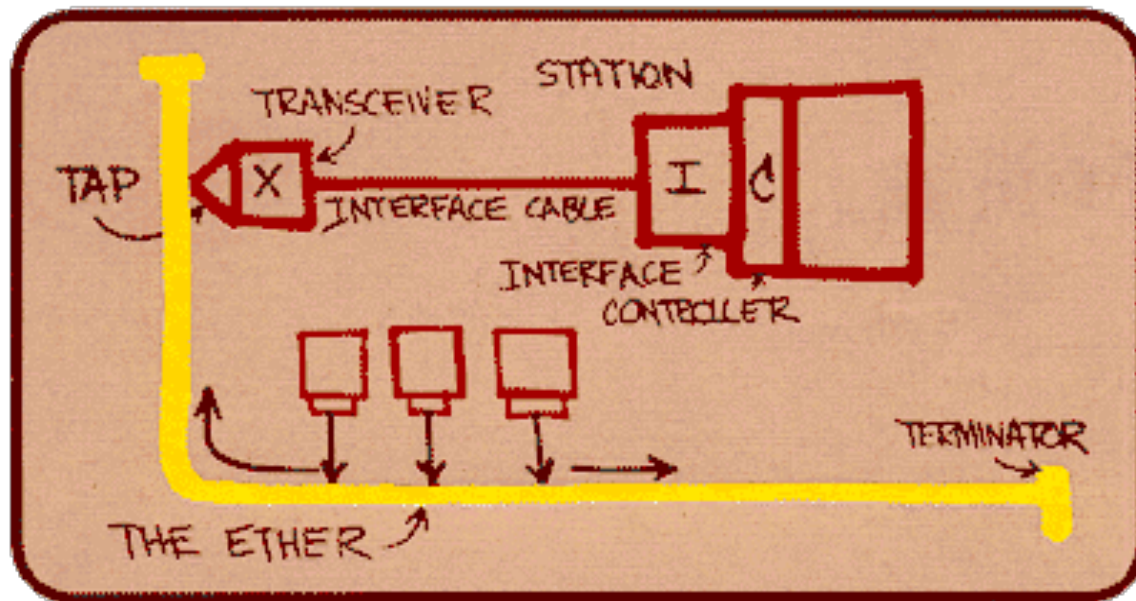 STATION
TRANSCEIVER
TAP
X
I
C
INTERFACE CABLE
INTERFACE
CONTROLLER
TERMINATOR
THE ETHER